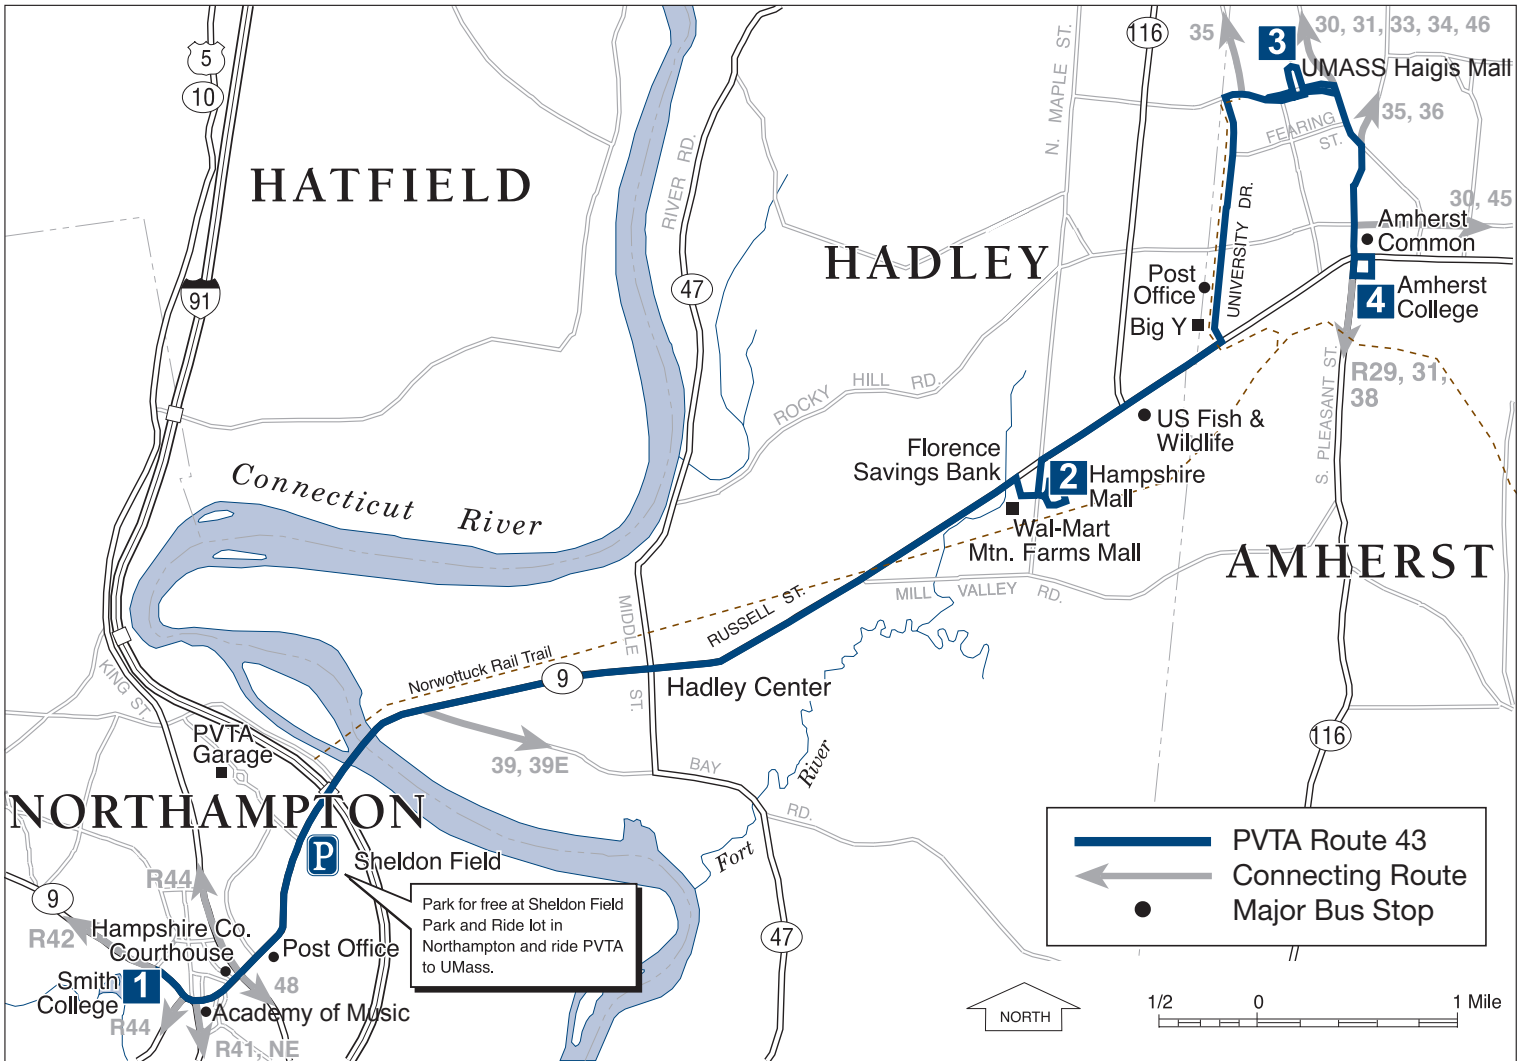 5
10
35
116
30, 31, 33, 34, 46
3
UMASS Haigis Mall
N. MAPLE ST.
35, 36
FEARING
ST.
RIVER RD.
HATFIELD
UNIVERSITY DR.
30, 45
Amherst
Common
HADLEY
Post
Office
Big Y
4
Amherst
College
91
47
ROCKY HILL RD.
S. PLEASANT ST.
R29, 31,
38
US Fish &
Wildlife
Florence
Savings Bank
2
Hampshire
Mall
Connecticut River
Wal-Mart
Mtn. Farms Mall
AMHERST
MILL VALLEY RD.
RUSSELL ST.
MIDDLE ST.
Norwottuck Rail Trail
9
Hadley Center
KING ST.
PVTA
Garage
39, 39E
BAY RD.
116
Fort River
NORTHAMPTON
P
Sheldon Field
Park for free at Sheldon Field
Park and Ride lot in
Northampton and ride PVTA
to UMass.
PVTA Route 43
Connecting Route
Major Bus Stop
R44
9
R42
Hampshire Co.
Courthouse
Post Office
47
Smith
College
1
48
Academy of Music
R44
R41, NE
NORTH
1/2 0 1 Mile